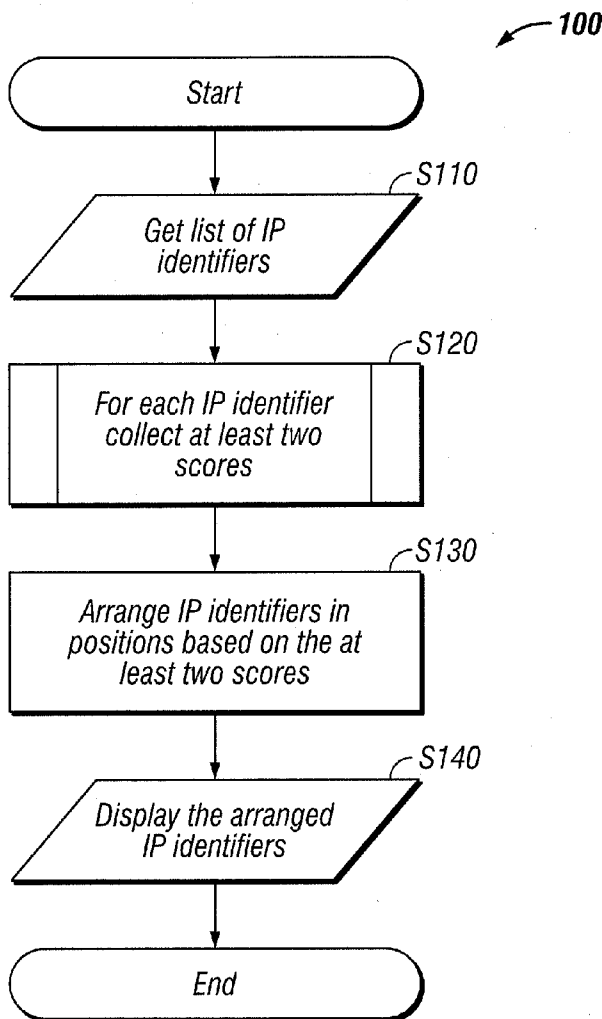 100
Start
S110
Get list of IP
identifiers
S120
For each IP identifier
collect at least two
scores
S130
Arrange IP identifiers in
positions based on the at
least two scores
S140
Display the arranged
IP identifiers
End